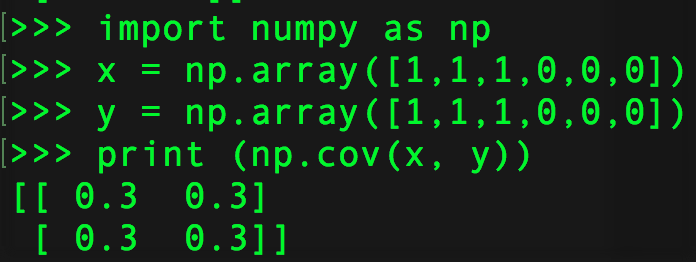 [>>> import numpy as np
[>>> x = np.array([1,1,1,0,0,0])
[>>> y = np.array([1,1,1,0,0,0])
[>>> print (np.cov(x, y))
[[ 0.3  0.3]
 [ 0.3  0.3]]